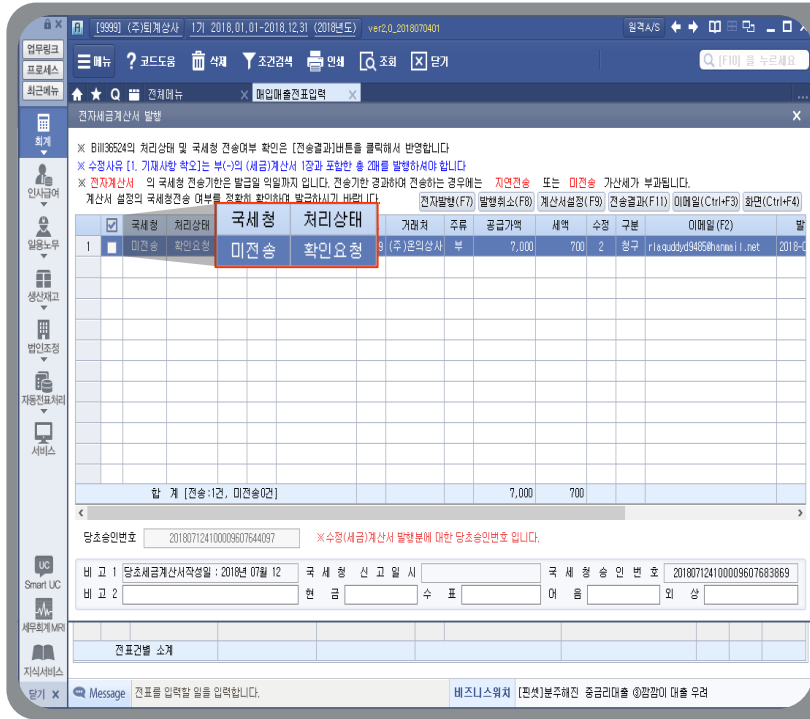 [9999] (주)퇴계상사 1기 2018.01.01-2018.12.31 (2018년도) ver2.0_2018070401 원격A/S
업무링크
프로세스
최근메뉴
메뉴 코드도움 삭제 조건검색 인쇄 조회 닫기 [F10] 을 누르세요
전체메뉴 매입매출전표입력
전자세금계산서 발행
※ Bill36524의 처리상태 및 국세청 전송여부 확인은 [전송결과]버튼을 클릭해서 반영합니다
※ 수정사유 [1. 기재사항 착오]는 부(-)의 (세금)계산서 1장과 포함한 총 2매를 발행하셔야 합니다
※ 전자계산서 의 국세청 전송기한은 발급일 익일까지 입니다. 전송기한 경과하여 전송하는 경우에는 지연전송 또는 미전송 가산세가 부과됩니다.
계산서 설정의 국세청전송 여부를 정확히 확인하여 발급하시기 바랍니다.
전자발행(F7) 발행취소(F8) 계산서설정(F9) 전송결과(F11) 이메일(Ctrl+F3) 화면(Ctrl+F4)
국세청 처리상태 거래처 주류 공급가액 세액 수정 구분 이메일(F2) 발
1 미전송 확인요청 9 (주)온의상사 부 7,000 700 2 청구 rlaquddyd9485@hanmail.net 2018-0
국세청 처리상태
미전송 확인요청
합 계 [전송:1건, 미전송0건] 7,000 700
당초승인번호 201807124100009607644097 ※수정(세금)계산서 발행분에 대한 당초승인번호 입니다.
비 고 1 당초세금계산서작성일 : 2018년 07월 12 국 세 청 신 고 일 시 국 세 청 승 인 번 호 201807124100009607683869
비 고 2 현 금 수 표 어 음 외 상
전표건별 소계
회계
인사급여
일용노무
생산재고
법인조정
자동전표처리
서비스
UC
Smart UC
세무회계MRI
지식서비스
닫기 x
Message 전표를 입력할 일을 입력합니다. 비즈니스워치 [핀셋]분주해진 중금리대출 ③깜깜이 대출 우려